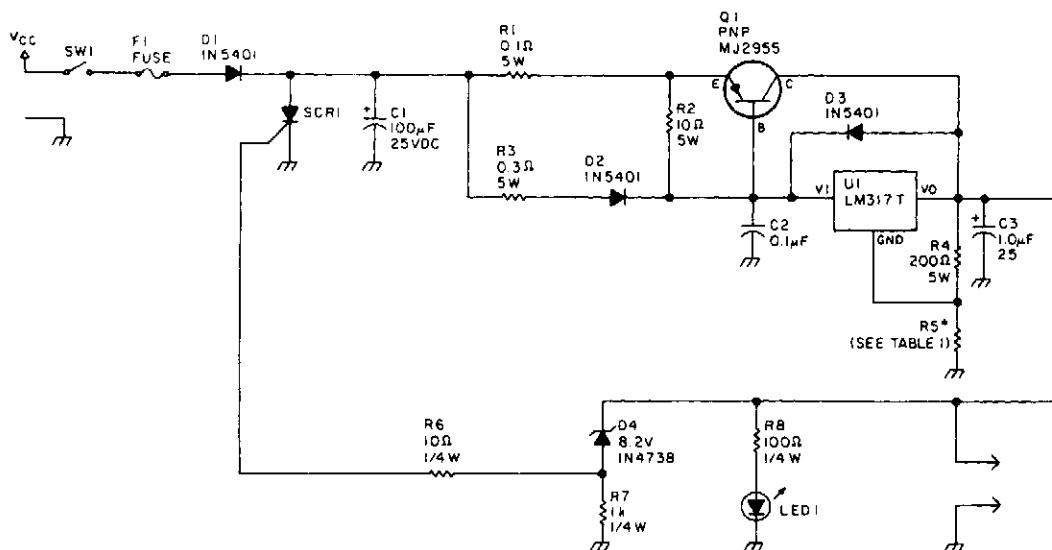 VCC
SW1
F1
FUSE
D1
1N5401
SCR1
+
C1
100µF
25VDC
R1
0.1Ω
5W
R3
0.3Ω
5W
D2
1N5401
R2
10Ω
5W
Q1
PNP
MJ2955
E
C
B
D3
1N5401
C2
0.1µF
VI
U1
LM317T
VO
GND
+
C3
1.0µF
25
R4
200Ω
5W
R5*
(SEE TABLE 1)
R6
10Ω
1/4W
D4
8.2V
1N4738
R7
1k
1/4W
R8
100Ω
1/4W
LED1